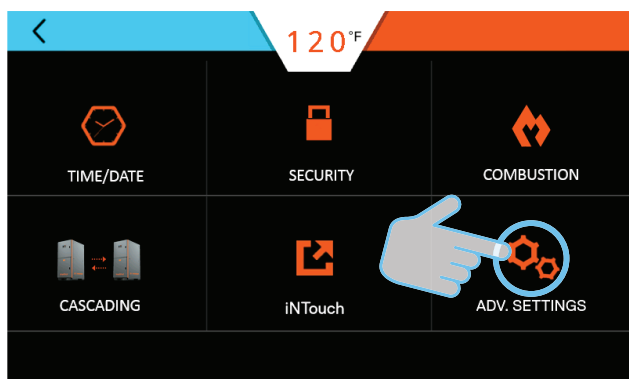 120°F
TIME/DATE
SECURITY
COMBUSTION
CASCADING
iNTouch
ADV. SETTINGS